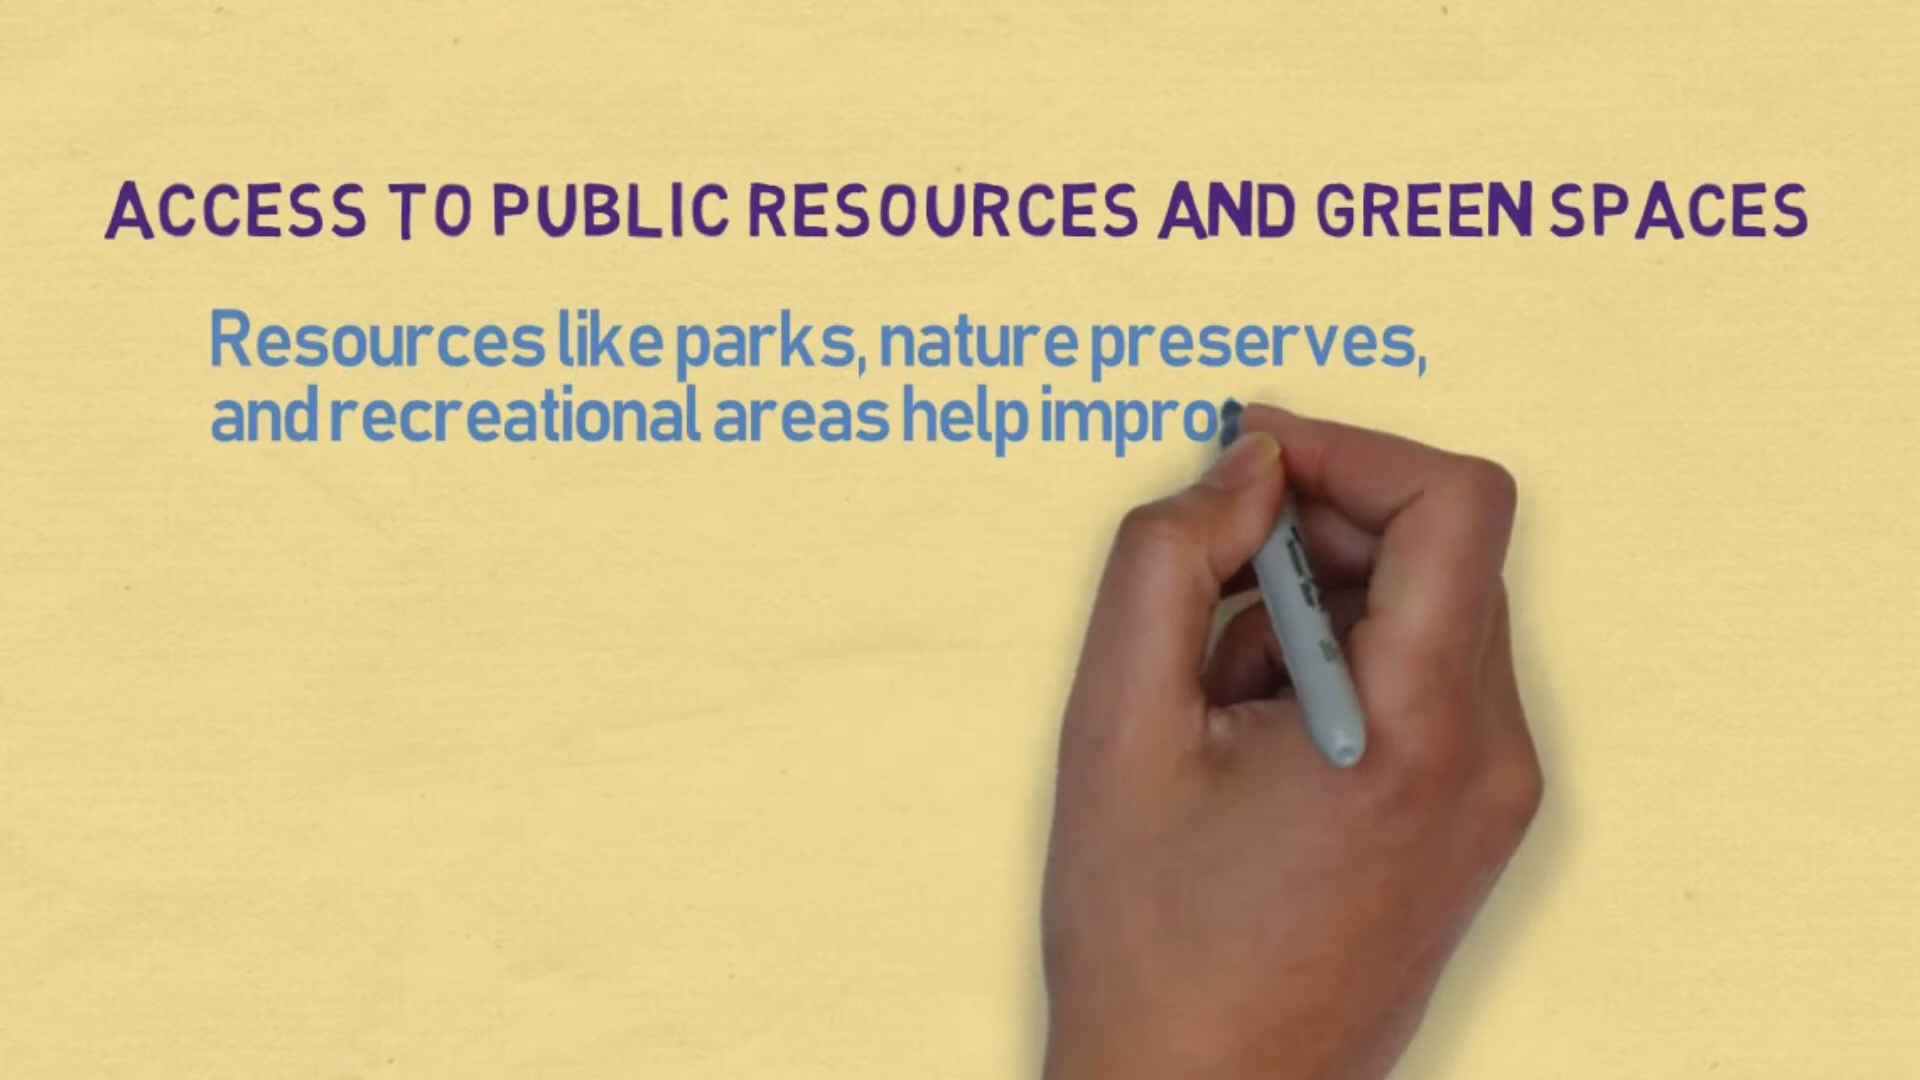 ACCESS TO PUBLIC RESOURCES AND GREEN SPACES
Resources like parks, nature preserves,
and recreational areas help impro